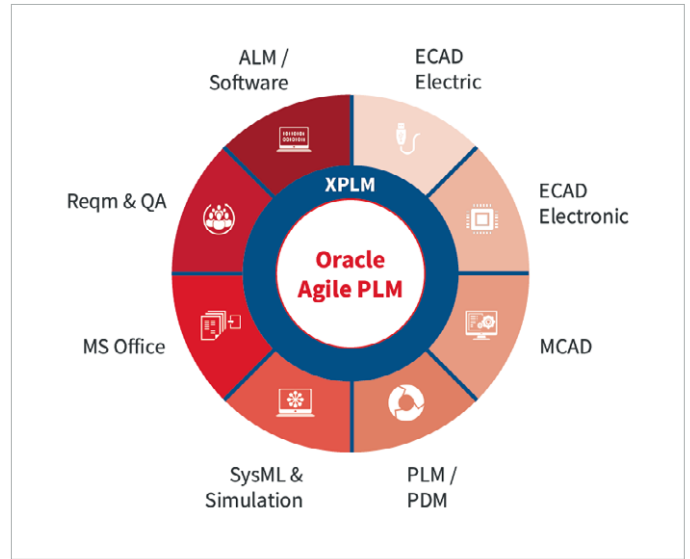 ALM /
Software
ECAD
Electric
Reqm & QA
XPLM
ECAD
Electronic
Oracle
Agile PLM
MS Office
MCAD
SysML &
Simulation
PLM /
PDM